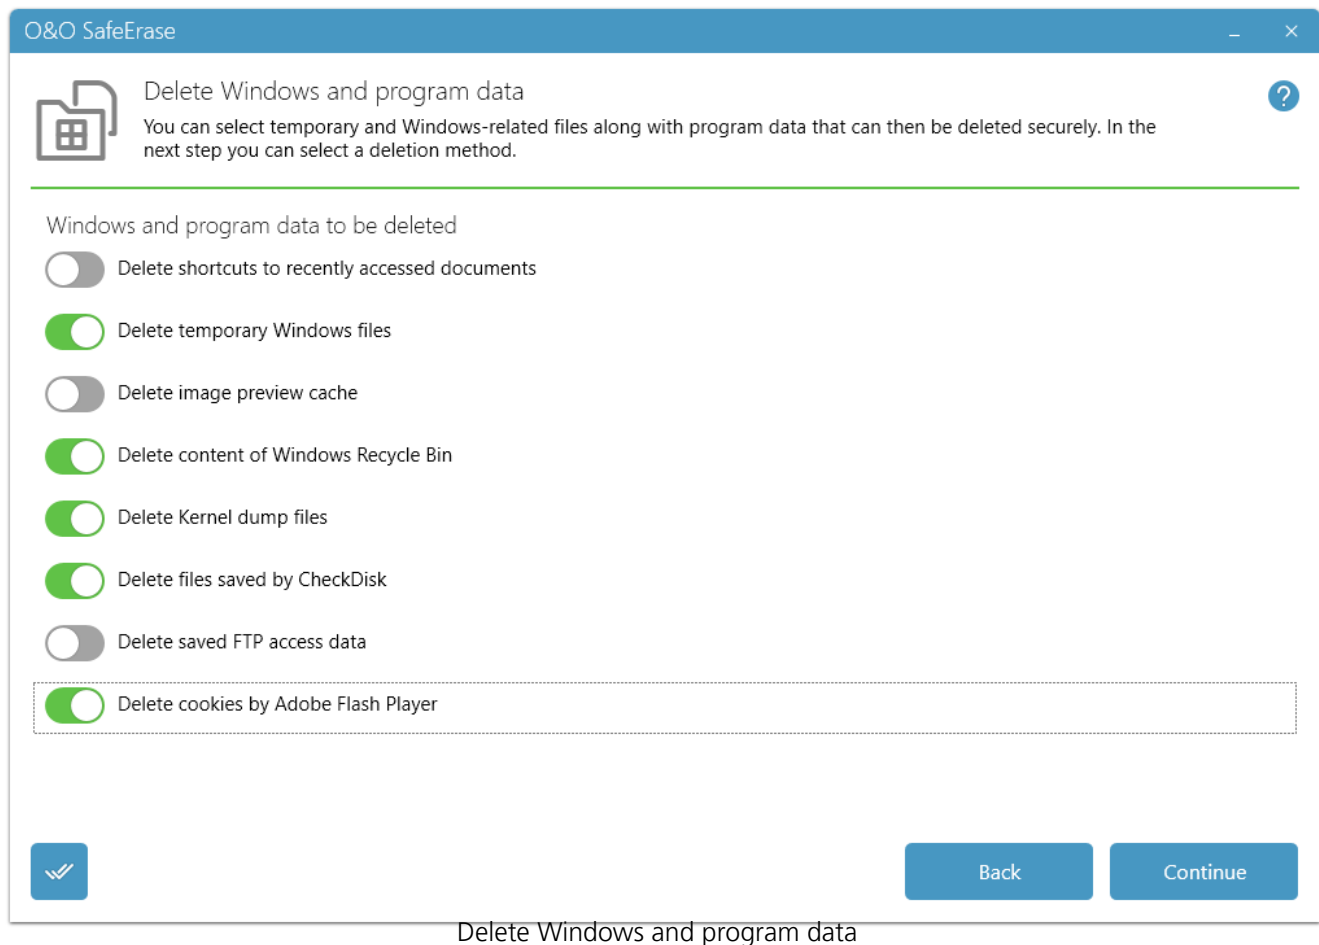 O&O SafeErase
Delete Windows and program data
You can select temporary and Windows-related files along with program data that can then be deleted securely. In the
next step you can select a deletion method.
Windows and program data to be deleted
Delete shortcuts to recently accessed documents
Delete temporary Windows files
Delete image preview cache
Delete content of Windows Recycle Bin
Delete Kernel dump files
Delete files saved by CheckDisk
Delete saved FTP access data
Delete cookies by Adobe Flash Player
Back
Continue
Delete Windows and program data